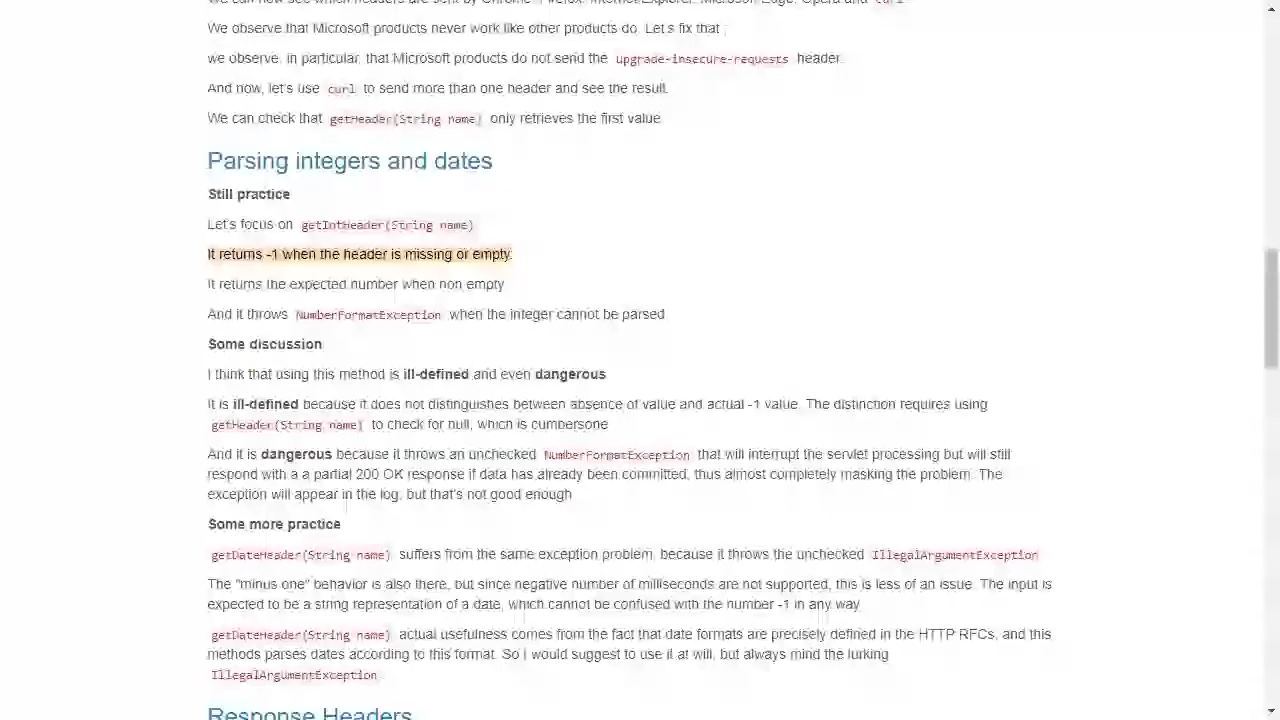 We can now see which headers are sent by Chrome, Firefox, Internet Explorer, Microsoft Edge, Opera and curl
We observe that Microsoft products never work like other products do. Let's fix that :
we observe, in particular, that Microsoft products do not send the upgrade-insecure-requests header.
And now, let's use curl to send more than one header and see the result.
We can check that getHeader(String name) only retrieves the first value
Parsing integers and dates
Still practice
Let's focus on getIntHeader(String name)
It returns -1 when the header is missing or empty.
It returns the expected number when non empty
And it throws NumberFormatException when the integer cannot be parsed
Some discussion
I think that using this method is ill-defined and even dangerous
It is ill-defined because it does not distinguishes between absence of value and actual -1 value. The distinction requires using
getHeader(String name) to check for null, which is cumbersone
And it is dangerous because it throws an unchecked NumberFormatException that will interrupt the servlet processing but will still
respond with a a partial 200 OK response if data has already been committed, thus almost completely masking the problem. The
exception will appear in the log, but that's not good enough
Some more practice
getDateHeader(String name) suffers from the same exception problem, because it throws the unchecked IllegalArgumentException
The "minus one" behavior is also there, but since negative number of milliseconds are not supported, this is less of an issue. The input is
expected to be a string representation of a date, which cannot be confused with the number -1 in any way
getDateHeader(String name) actual usefulness comes from the fact that date formats are precisely defined in the HTTP RFCs, and this
methods parses dates according to this format. So I would suggest to use it at will, but always mind the lurking
IllegalArgumentException
Response Headers